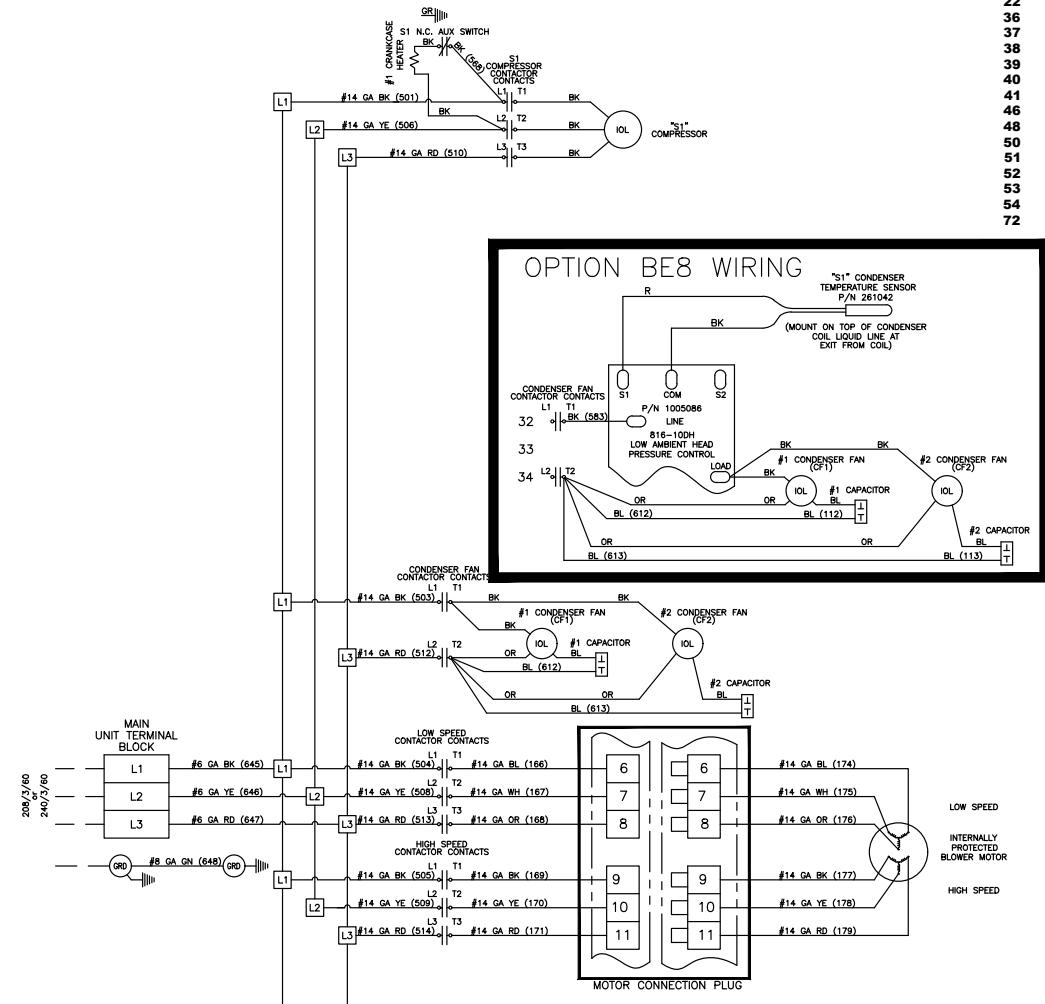 22
36
37
38
39
40
41
46
48
50
51
52
53
54
72
GR
S1 N.C. AUX SWITCH
BK
BK (568)
#1 CRANKCASE
HEATER
S1
COMPRESSOR
CONTACTOR
CONTACTS
L1 #14 GA BK (501) L1 T1 BK
BK
L2 #14 GA YE (506) L2 T2 BK IOL "S1"
COMPRESSOR
L3 #14 GA RD (510) L3 T3 BK
OPTION BE8 WIRING
"S1" CONDENSER
TEMPERATURE SENSOR
P/N 261042
R
BK
(MOUNT ON TOP OF CONDENSER
COIL LIQUID LINE AT
EXIT FROM COIL)
S1 COM S2
CONDENSER FAN
CONTACTOR CONTACTS
L1 T1
32 BK (583)
P/N 1005086
LINE
816-10DH
LOW AMBIENT HEAD
PRESSURE CONTROL
33
LOAD
BK BK
#1 CONDENSER FAN
(CF1)
#2 CONDENSER FAN
(CF2)
34 L2 T2
BK
IOL
IOL
#1 CAPACITOR
OR OR BL
BL (612) BL (112)
#2 CAPACITOR
OR OR BL
BL (613) BL (113)
CONDENSER FAN
CONTACTOR CONTACTS
L1 T1
L1 #14 GA BK (503) BK BK
#1 CONDENSER FAN
(CF1)
#2 CONDENSER FAN
(CF2)
BK
IOL
IOL
L2 T2
#1 CAPACITOR
L3 #14 GA RD (512) OR BL
BL (612)
#2 CAPACITOR
OR OR BL
BL (613)
MAIN
UNIT TERMINAL
BLOCK
208/3/60
or
240/3/60
LOW SPEED
CONTACTOR CONTACTS
L1 T1
L1 #6 GA BK (645) L1 #14 GA BK (504) #14 GA BL (166) 6 6 #14 GA BL (174)
L2 T2
L2 #6 GA YE (646) L2 #14 GA YE (508) #14 GA WH (167) 7 7 #14 GA WH (175)
L3 T3
L3 #6 GA RD (647) L3 #14 GA RD (513) #14 GA OR (168) 8 8 #14 GA OR (176)
LOW SPEED
INTERNALLY
PROTECTED
BLOWER MOTOR
HIGH SPEED
GRD #8 GA GN (648) GRD
HIGH SPEED
CONTACTOR CONTACTS
L1 T1
L1 #14 GA BK (505) #14 GA BK (169) 9 9 #14 GA BK (177)
L2 T2
L2 #14 GA YE (509) #14 GA YE (170) 10 10 #14 GA YE (178)
L3 T3
L3 #14 GA RD (514) #14 GA RD (171) 11 11 #14 GA RD (179)
MOTOR CONNECTION PLUG